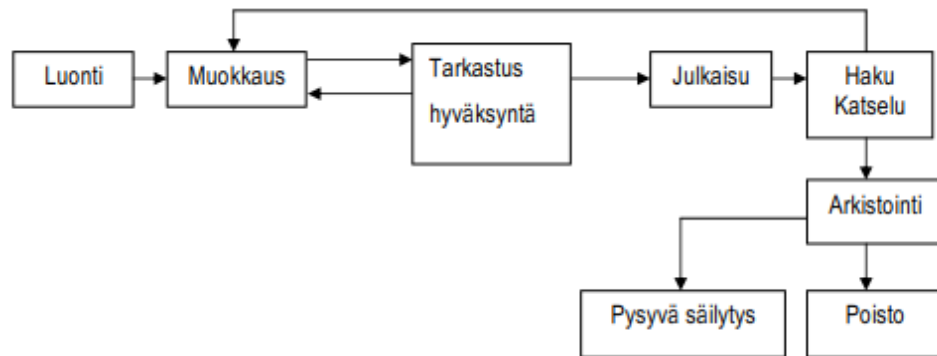 Luonti
Muokkaus
Tarkastus
hyväksyntä
Julkaisu
Haku
Katselu
Arkistointi
Pysyvä säilytys
Poisto